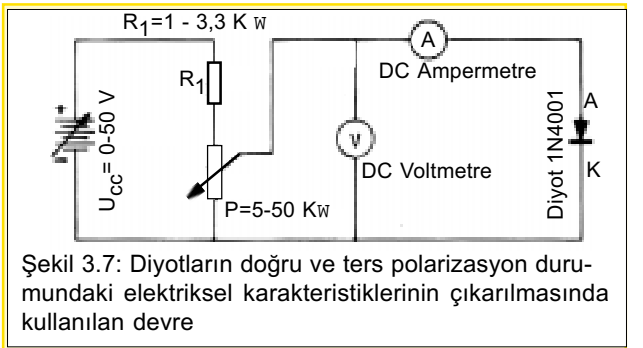 R1=1 - 3,3 K W
A
DC Ampermetre
R1
+
UCC= 0-50 V
V
DC Voltmetre
P=5-50 KW
Diyot 1N4001
A
K
Şekil 3.7: Diyotların doğru ve ters polarizasyon duru-
mundaki elektriksel karakteristiklerinin çıkarılmasında
kullanılan devre